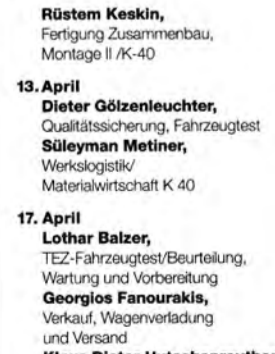 Rüstem Keskin,
Fertigung Zusammenbau,
Montage II /K-40
13. April
Dieter Gölzenleuchter,
Qualitätssicherung, Fahrzeugtest
Süleyman Metiner,
Werkslogistik/
Materialwirtschaft K 40
17. April
Lothar Balzer,
TEZ-Fahrzeugtest/Beurteilung,
Wartung und Vorbereitung
Georgios Fanourakis,
Verkauf, Wagenverladung
und Versand